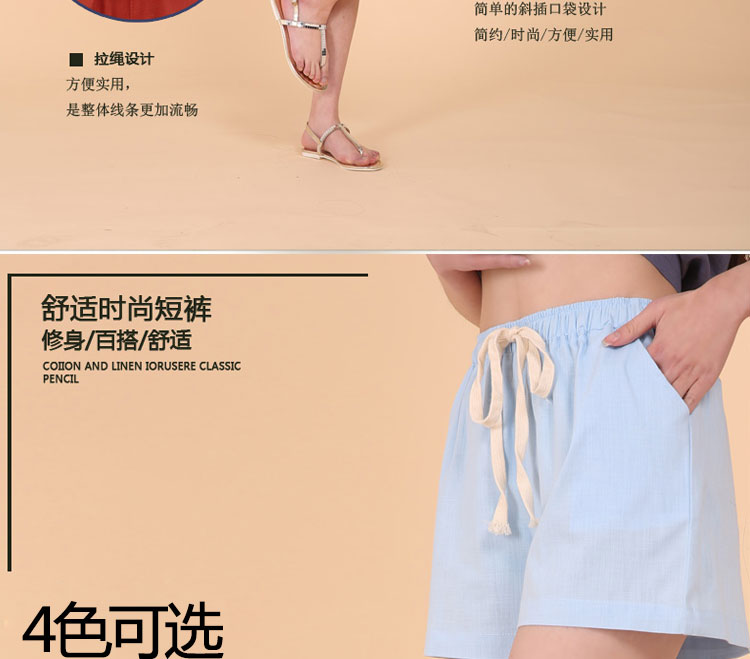 简单的斜插口袋设计
简约/时尚/方便/实用
■ 拉绳设计
方便实用，
是整体线条更加流畅
舒适时尚短裤
修身/百搭/舒适
COIION AND LINEN IORUSERE CLASSIC
PENCIL
4色可选